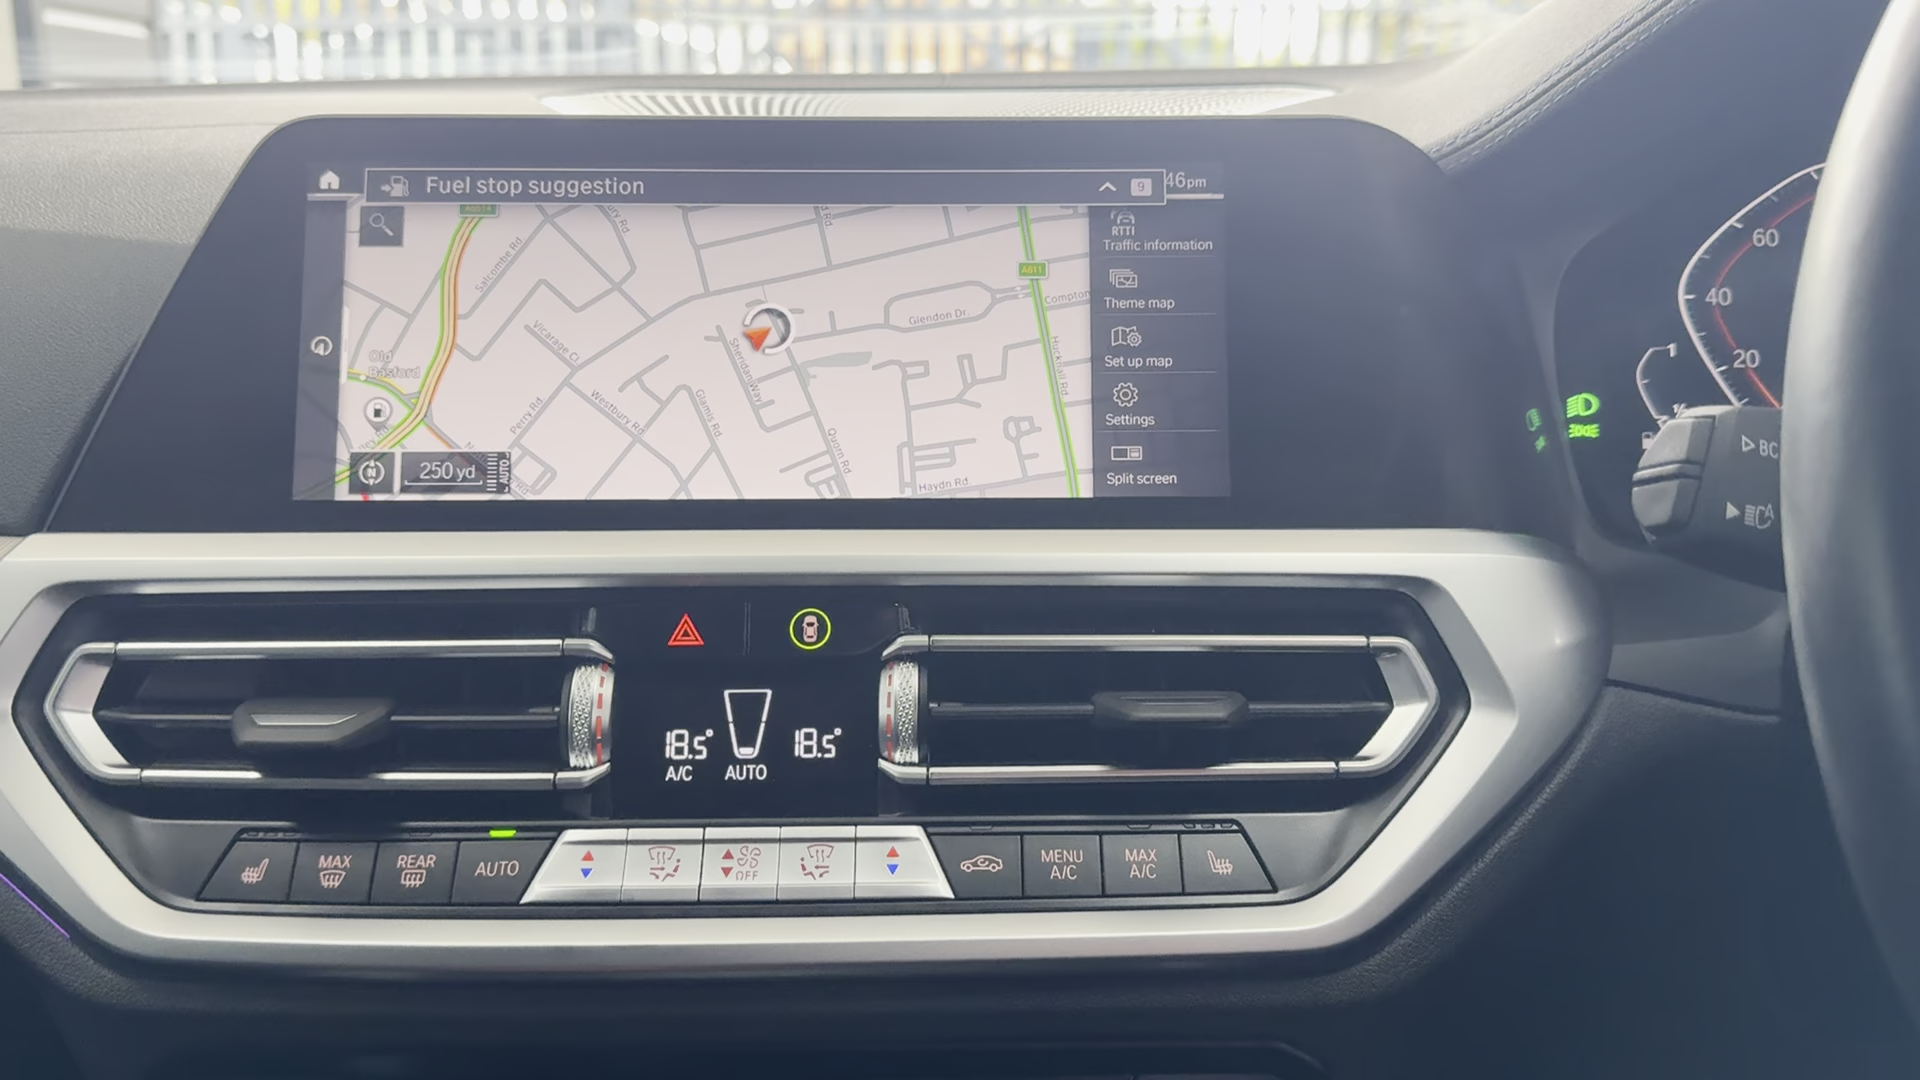 Fuel stop suggestion
9
46pm
A6514
Salcombe Rd
A611
RTTI
Traffic information
Theme map
Compton
Glendon Dr.
Vicarage Cl.
Old
Basford
Sheridan Way
Hucknall Rd
Set up map
Westbury Rd
Glamis Rd
Perry Rd.
Quorn Rd
Settings
N
250 yd
AUTO
Haydn Rd.
Split screen
60
40
20
1
BC
A
18.5°
18.5°
A/C
AUTO
MAX
REAR
AUTO
OFF
MENU
A/C
MAX
A/C